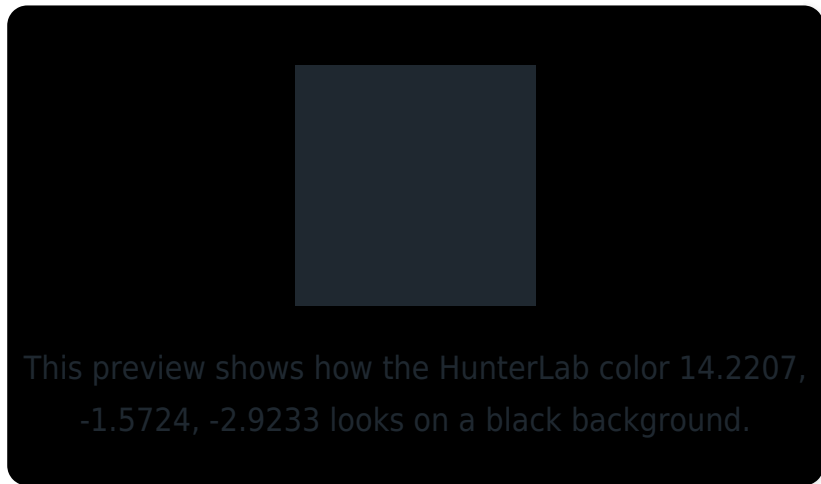 This preview shows how the HunterLab color 14.2207,
-1.5724, -2.9233 looks on a black background.